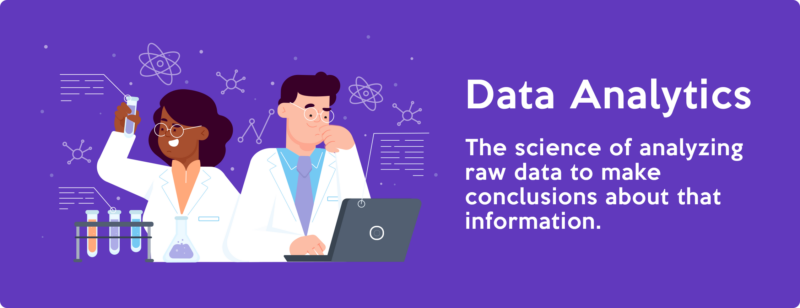 Data Analytics
The science of analyzing
raw data to make
conclusions about that
information.